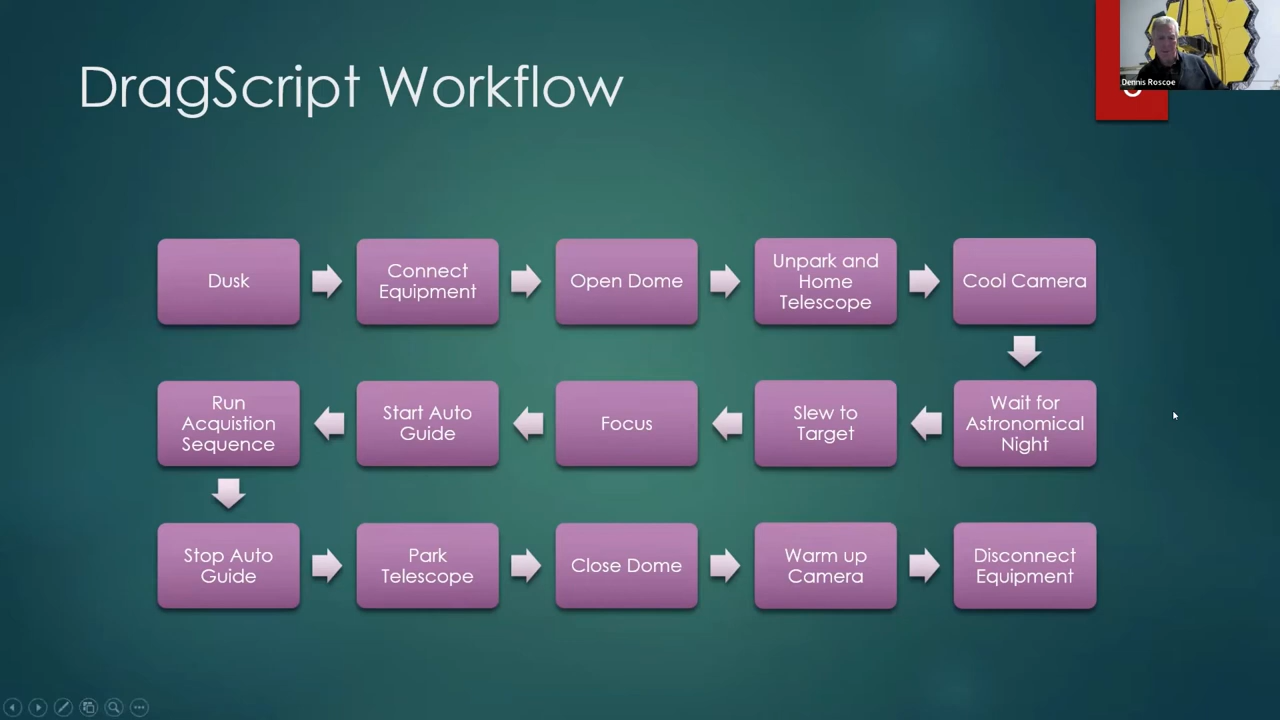 DragScript Workflow
Dennis Roscoe
Dusk
Connect
Equipment
Open Dome
Unpark and
Home
Telescope
Cool Camera
Wait for
Astronomical
Night
Slew to
Target
Focus
Start Auto
Guide
Run
Acquistion
Sequence
Stop Auto
Guide
Park
Telescope
Close Dome
Warm up
Camera
Disconnect
Equipment